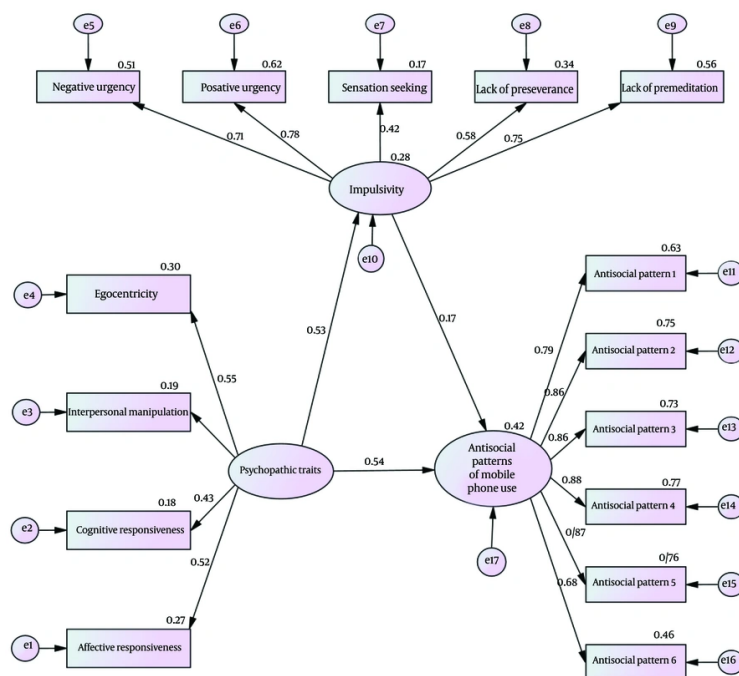 e5
e6
e7
e8
e9
0.51
0.62
0.17
0.34
0.56
Negative urgency
Posative urgency
Sensation seeking
Lack of preseverance
Lack of premeditation
0.71
0.78
0.42
0.58
0.75
0.28
Impulsivity
e10
0.30
e4
Egocentricity
0.55
0.19
e3
Interpersonal manipulation
0.18
e2
Cognitive responsiveness
0.43
0.52
0.27
e1
Affective responsiveness
Psychopathic traits
0.53
0.54
0.17
0.42
Antisocial
patterns
of mobile
phone use
e17
0.79
0.86
0.86
0.88
0/87
0.68
0.63
Antisocial pattern 1
e11
0.75
Antisocial pattern 2
e12
0.73
Antisocial pattern 3
e13
0.77
Antisocial pattern 4
e14
0/76
Antisocial pattern 5
e15
0.46
Antisocial pattern 6
e16